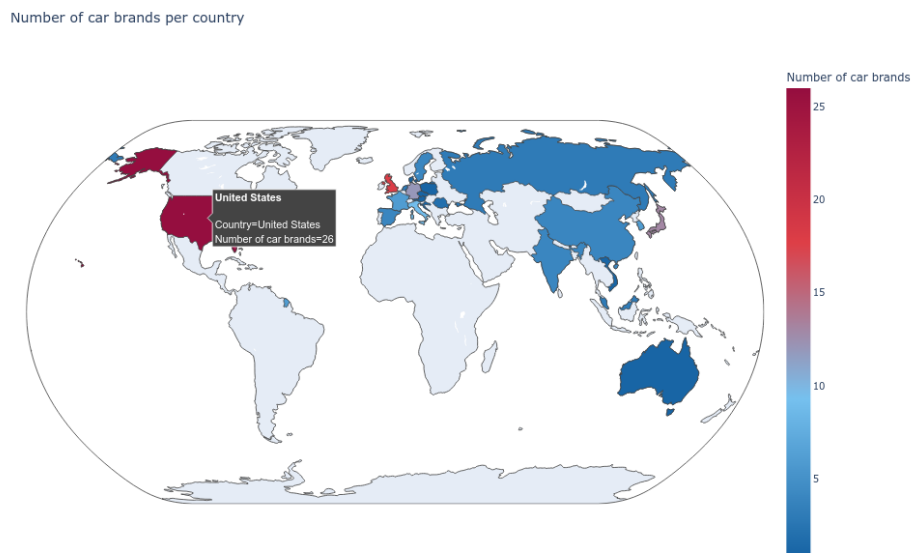 Number of car brands per country
Number of car brands
25
20
15
10
5
United States
Country=United States
Number of car brands=26